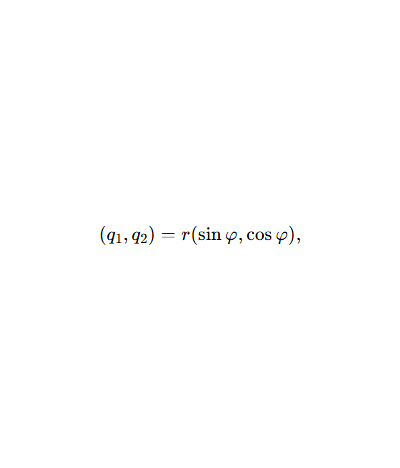 (q₁, q₂) = r(sin φ, cos φ),